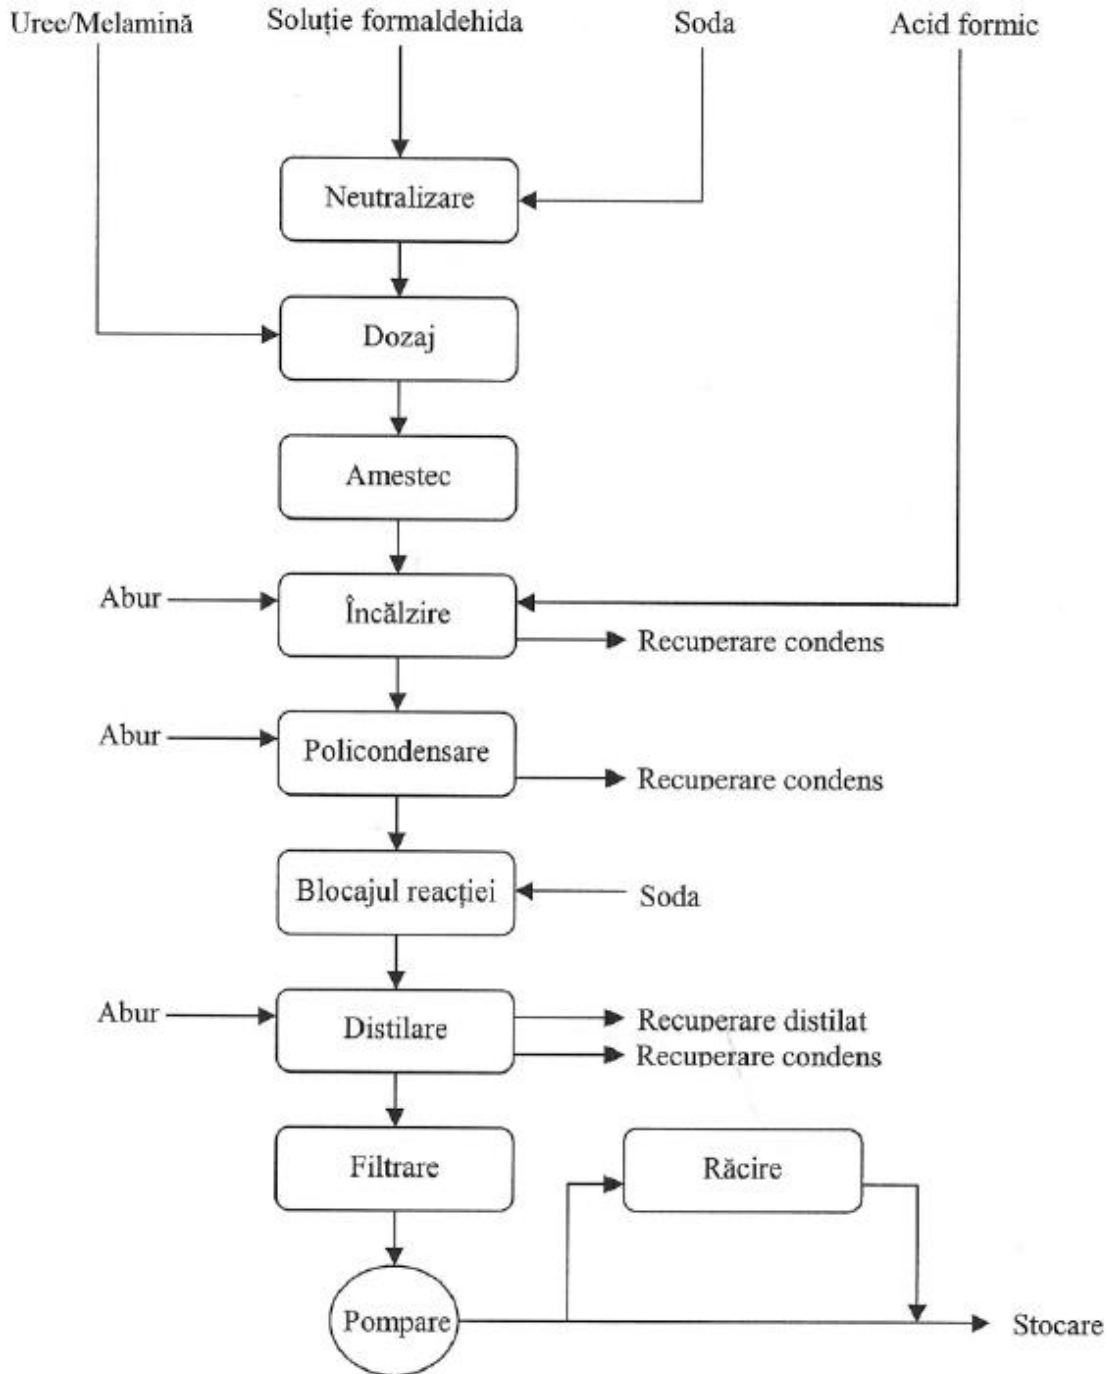 Uree/Melamină
Soluție formaldehida
Soda
Acid formic
Neutralizare
Dozaj
Amestec
Abur
Încălzire
Recuperare condens
Abur
Policondensare
Recuperare condens
Blocajul reacției
Soda
Abur
Distilare
Recuperare distilat
Recuperare condens
Filtrare
Răcire
Pompare
Stocare